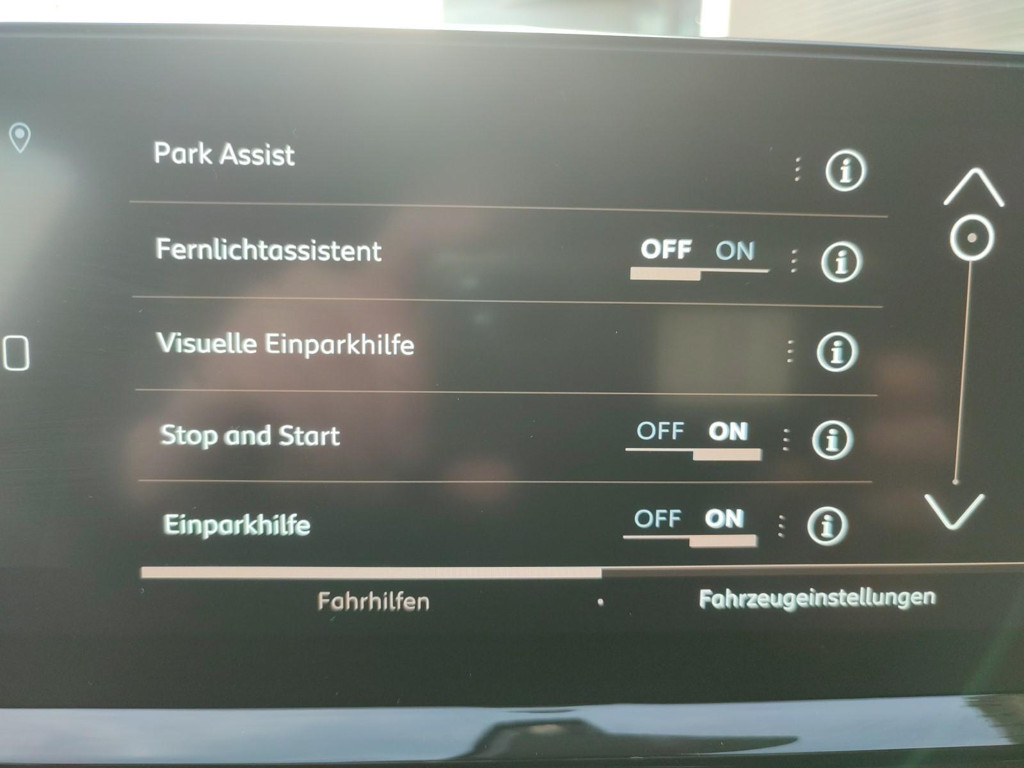 Park Assist
Fernlichtassistent OFF ON
Visuelle Einparkhilfe
Stop and Start OFF ON
Einparkhilfe OFF ON
Fahrhilfen Fahrzeugeinstellungen